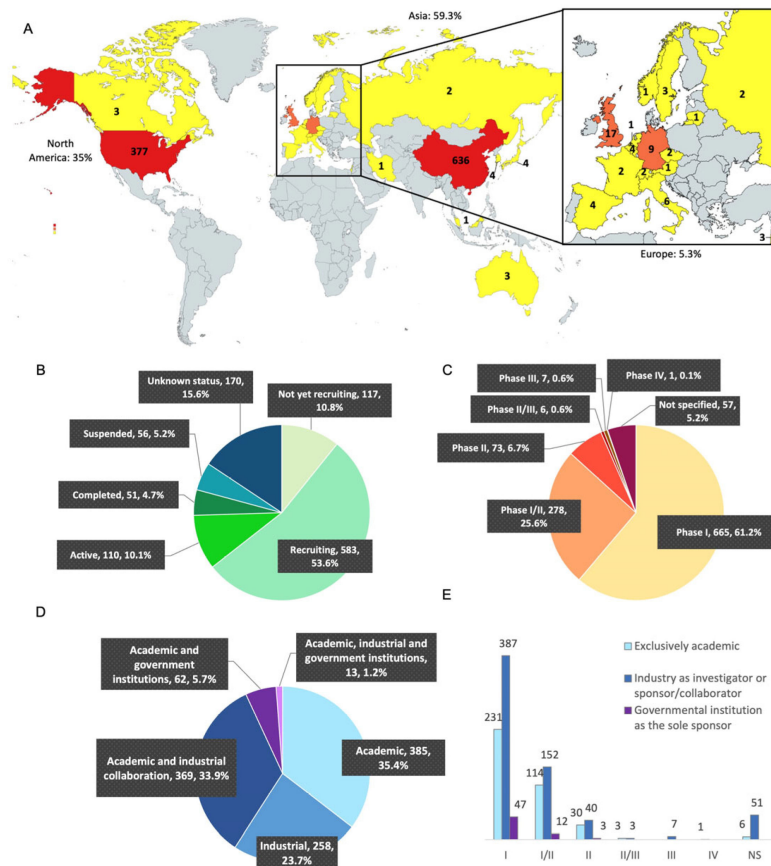 A
Asia: 59.3%
3
2
North
America: 35%
377
1
636
4
4
1
3
1
3
2
1
1
17
4
9
2
2
2
1
4
6
3
Europe: 5.3%
B
Unknown status, 170,
15.6%
Not yet recruiting, 117,
10.8%
Suspended, 56, 5.2%
Completed, 51, 4.7%
Active, 110, 10.1%
Recruiting, 583,
53.6%
C
Phase III, 7, 0.6%
Phase IV, 1, 0.1%
Phase II/III, 6, 0.6%
Not specified, 57,
5.2%
Phase II, 73, 6.7%
Phase I/II, 278,
25.6%
Phase I, 665, 61.2%
D
Academic and
government
institutions, 62, 5.7%
Academic, industrial and
government institutions,
13, 1.2%
Academic and industrial
collaboration, 369, 33.9%
Academic, 385,
35.4%
Industrial, 258,
23.7%
E
387
Exclusively academic
Industry as investigator or
sponsor/collaborator
Governmental institution
as the sole sponsor
231
152
114
47
12
30
40
3
3
3
7
1
6
51
I
I/II
II
II/III
III
IV
NS